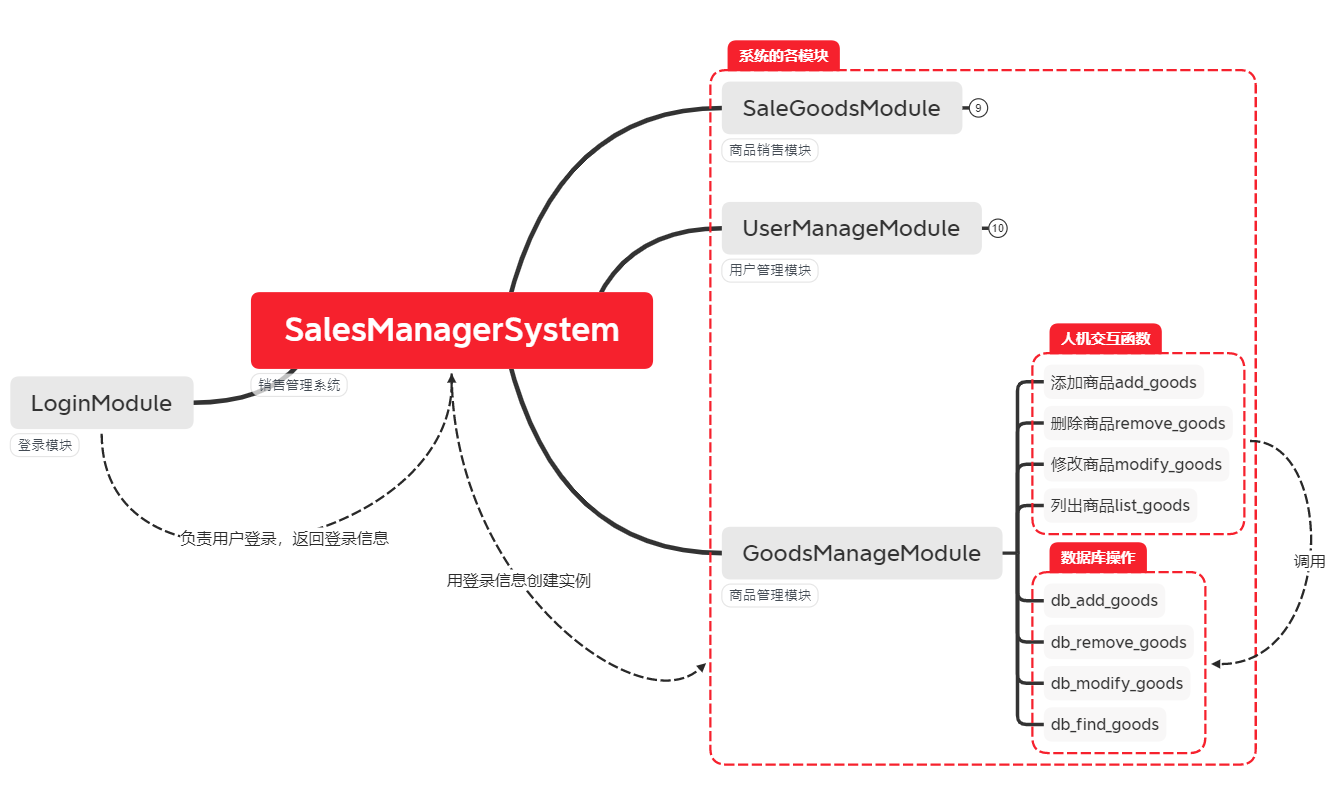 系统的各模块
SaleGoodsModule
9
商品销售模块
UserManageModule
10
用户管理模块
SalesManagerSystem
销售管理系统
LoginModule
登录模块
负责用户登录，返回登录信息
用登录信息创建实例
GoodsManageModule
商品管理模块
人机交互函数
添加商品add_goods
删除商品remove_goods
修改商品modify_goods
列出商品list_goods
调用
数据库操作
db_add_goods
db_remove_goods
db_modify_goods
db_find_goods